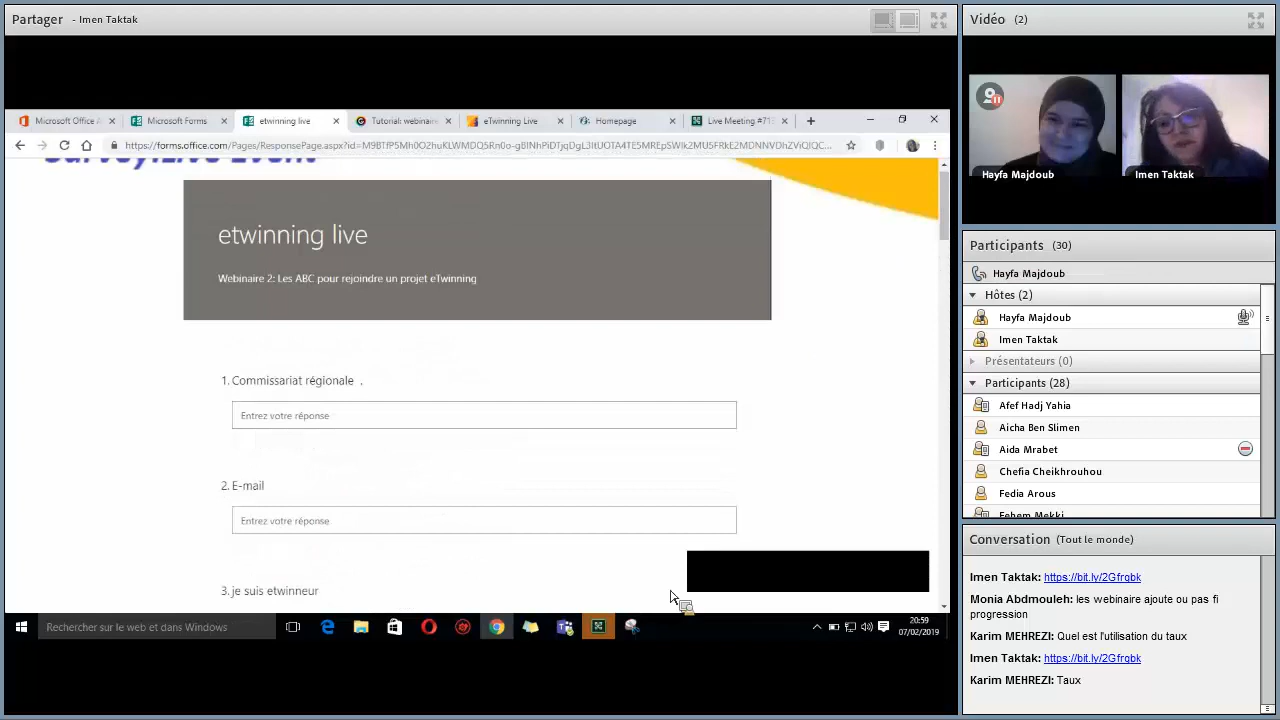 Partager - Imen Taktak
Microsoft Office
Microsoft Forms
etwinning live
Tutorial: webinaire
eTwinning Live
Homepage
Live Meeting
Survey:Live Event
etwinning live
Webinaire 2: Les ABC pour rejoindre un projet eTwinning
1. Commissariat régionale .
Entrez votre réponse
2. E-mail
Entrez votre réponse
3. je suis etwinneur
Rechercher sur le web et dans Windows
20:59
07/02/2019
Vidéo (2)
Hayfa Majdoub
Imen Taktak
Participants (30)
Hayfa Majdoub
Hôtes (2)
Hayfa Majdoub
Imen Taktak
Présentateurs (0)
Participants (28)
Afef Hadj Yahia
Aicha Ben Slimen
Aida Mrabet
Chefia Cheikhrouhou
Fedia Arous
Fehem Mekki
Conversation (Tout le monde)
Imen Taktak: https://bit.ly/2Gfrqbk
Monia Abdmouleh: les webinaire ajoute ou pas fi
progression
Karim MEHREZI: Quel est l'utilisation du taux
Imen Taktak: https://bit.ly/2Gfrqbk
Karim MEHREZI: Taux